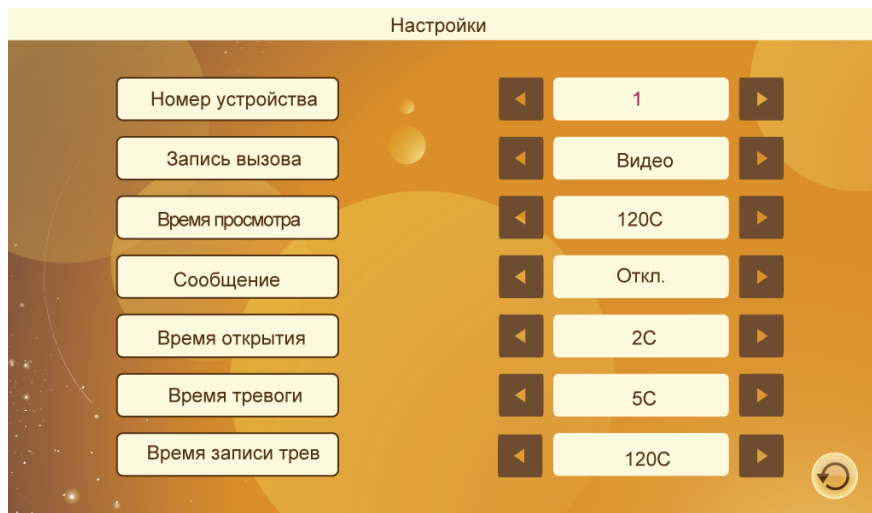 Настройки
Номер устройства 1
Запись вызова Видео
Время просмотра 120С
Сообщение Откл.
Время открытия 2С
Время тревоги 5С
Время записи трев 120С